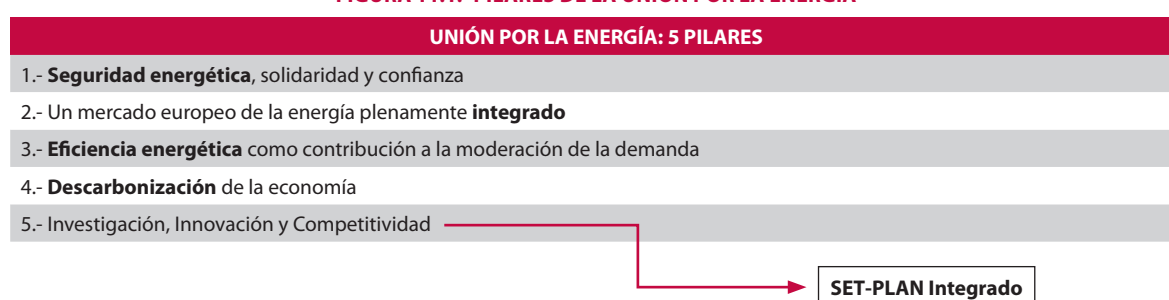 UNIÓN POR LA ENERGÍA: 5 PILARES
1.- Seguridad energética, solidaridad y confianza
2.- Un mercado europeo de la energía plenamente integrado
3.- Eficiencia energética como contribución a la moderación de la demanda
4.- Descarbonización de la economía
5.- Investigación, Innovación y Competitividad
SET-PLAN Integrado